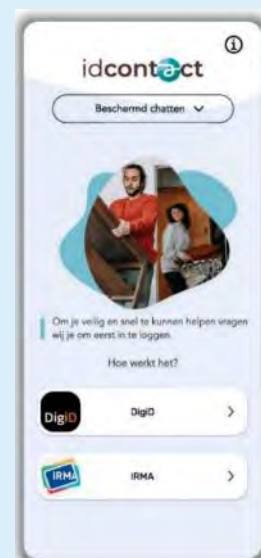 idcontact
Beschermd chatten
Om je veilig en snel te kunnen helpen vragen
wij je om eerst in te loggen.
Hoe werkt het?
DigiD DigiD
IRMA IRMA